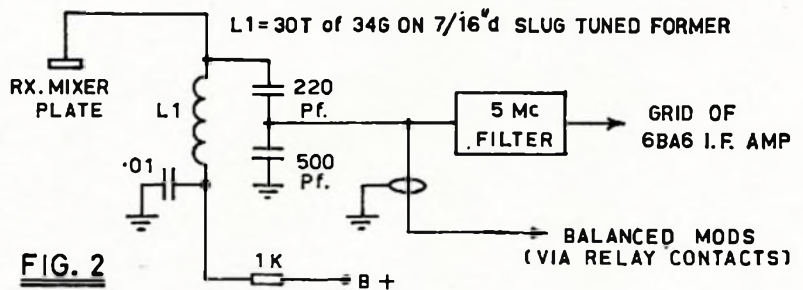 L1=30T of 34G ON 7/16"d SLUG TUNED FORMER
RX. MIXER
PLATE
L1
220
Pf.
5 Mc
FILTER
GRID OF
6BA6 I.F. AMP
·01
500
Pf.
BALANCED MODS
(VIA RELAY CONTACTS)
FIG. 2
1K
B +